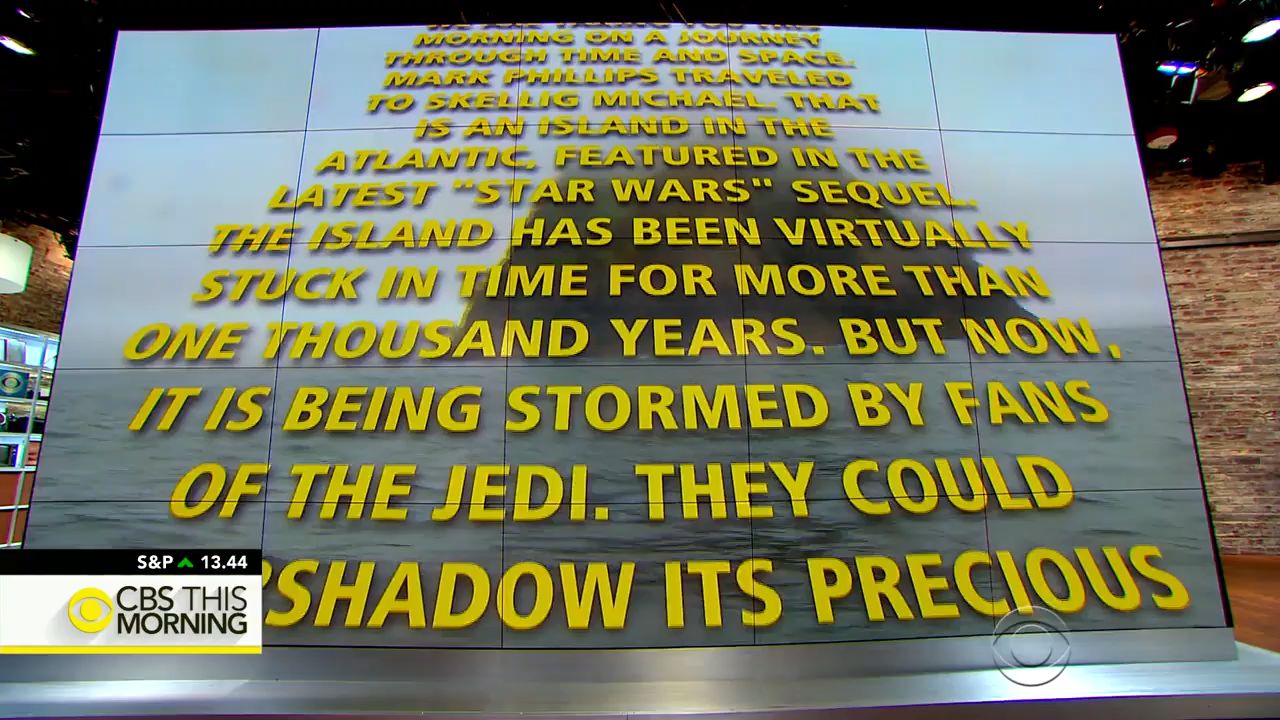 MORNING ON A JOURNEY
THROUGH TIME AND SPACE.
MARK PHILLIPS TRAVELED
TO SKELLIG MICHAEL. THAT
IS AN ISLAND IN THE
ATLANTIC, FEATURED IN THE
LATEST "STAR WARS" SEQUEL.
THE ISLAND HAS BEEN VIRTUALLY
STUCK IN TIME FOR MORE THAN
ONE THOUSAND YEARS. BUT NOW,
IT IS BEING STORMED BY FANS
OF THE JEDI. THEY COULD
RSHADOW ITS PRECIOUS
S&P 13.44
CBS THIS
MORNING